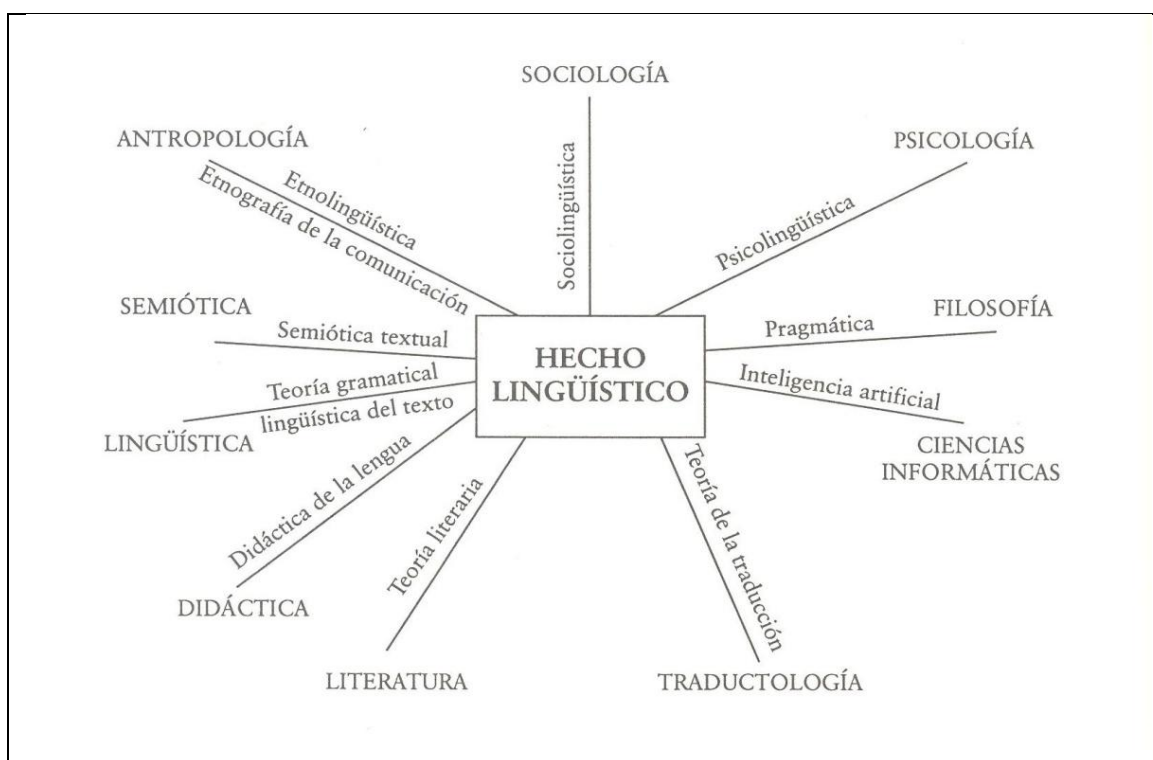 SOCIOLOGÍA
ANTROPOLOGÍA
PSICOLOGÍA
Etnolingüística
Etnografía de la comunicación
Sociolingüística
Psicolingüística
SEMIÓTICA
FILOSOFÍA
Semiótica textual
Pragmática
HECHO
LINGÜÍSTICO
Teoría gramatical
lingüística del texto
Inteligencia artificial
LINGÜÍSTICA
CIENCIAS
INFORMÁTICAS
Didáctica de la lengua
Teoría literaria
Teoría de la traducción
DIDÁCTICA
LITERATURA
TRADUCTOLOGÍA